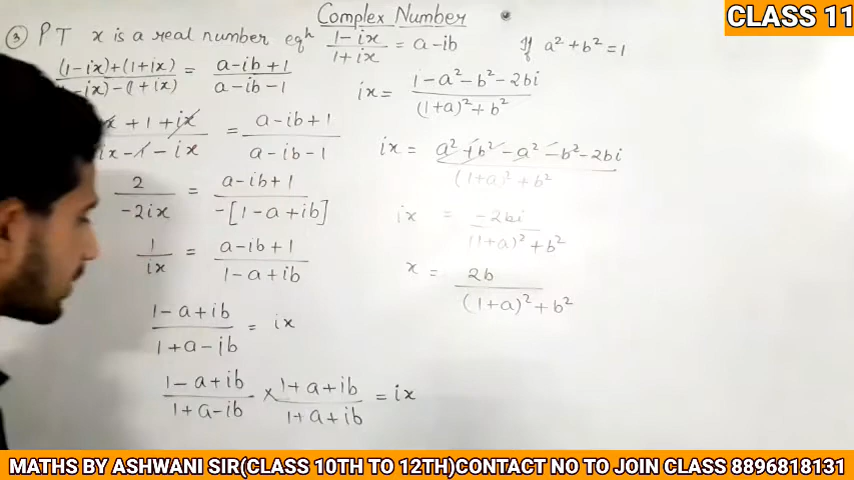 Complex Number
CLASS 11
③ PT x is a real number eqⁿ (1-ix)/(1+ix) = a-ib If a²+b²=1
((1-ix)+(1+ix))/(-ix)-(1+ix) = (a-ib+1)/(a-ib-1)
x + 1 + ix / ix - 1 - ix = (a-ib+1)/(a-ib-1)
2/(-2ix) = (a-ib+1)/(-[1-a+ib])
1/(ix) = (a-ib+1)/(1-a+ib)
(1-a+ib)/(1+a-ib) = ix
(1-a+ib)/(1+a-ib) × (1+a+ib)/(1+a+ib) = ix
ix = (1-a²-b²-2bi)/((1+a)²+b²)
ix = (a²+b²-a²-b²-2bi)/((1+a)²+b²)
ix = (-2bi)/((1+a)²+b²)
x = 2b/((1+a)²+b²)
MATHS BY ASHWANI SIR(CLASS 10TH TO 12TH)CONTACT NO TO JOIN CLASS 8896818131